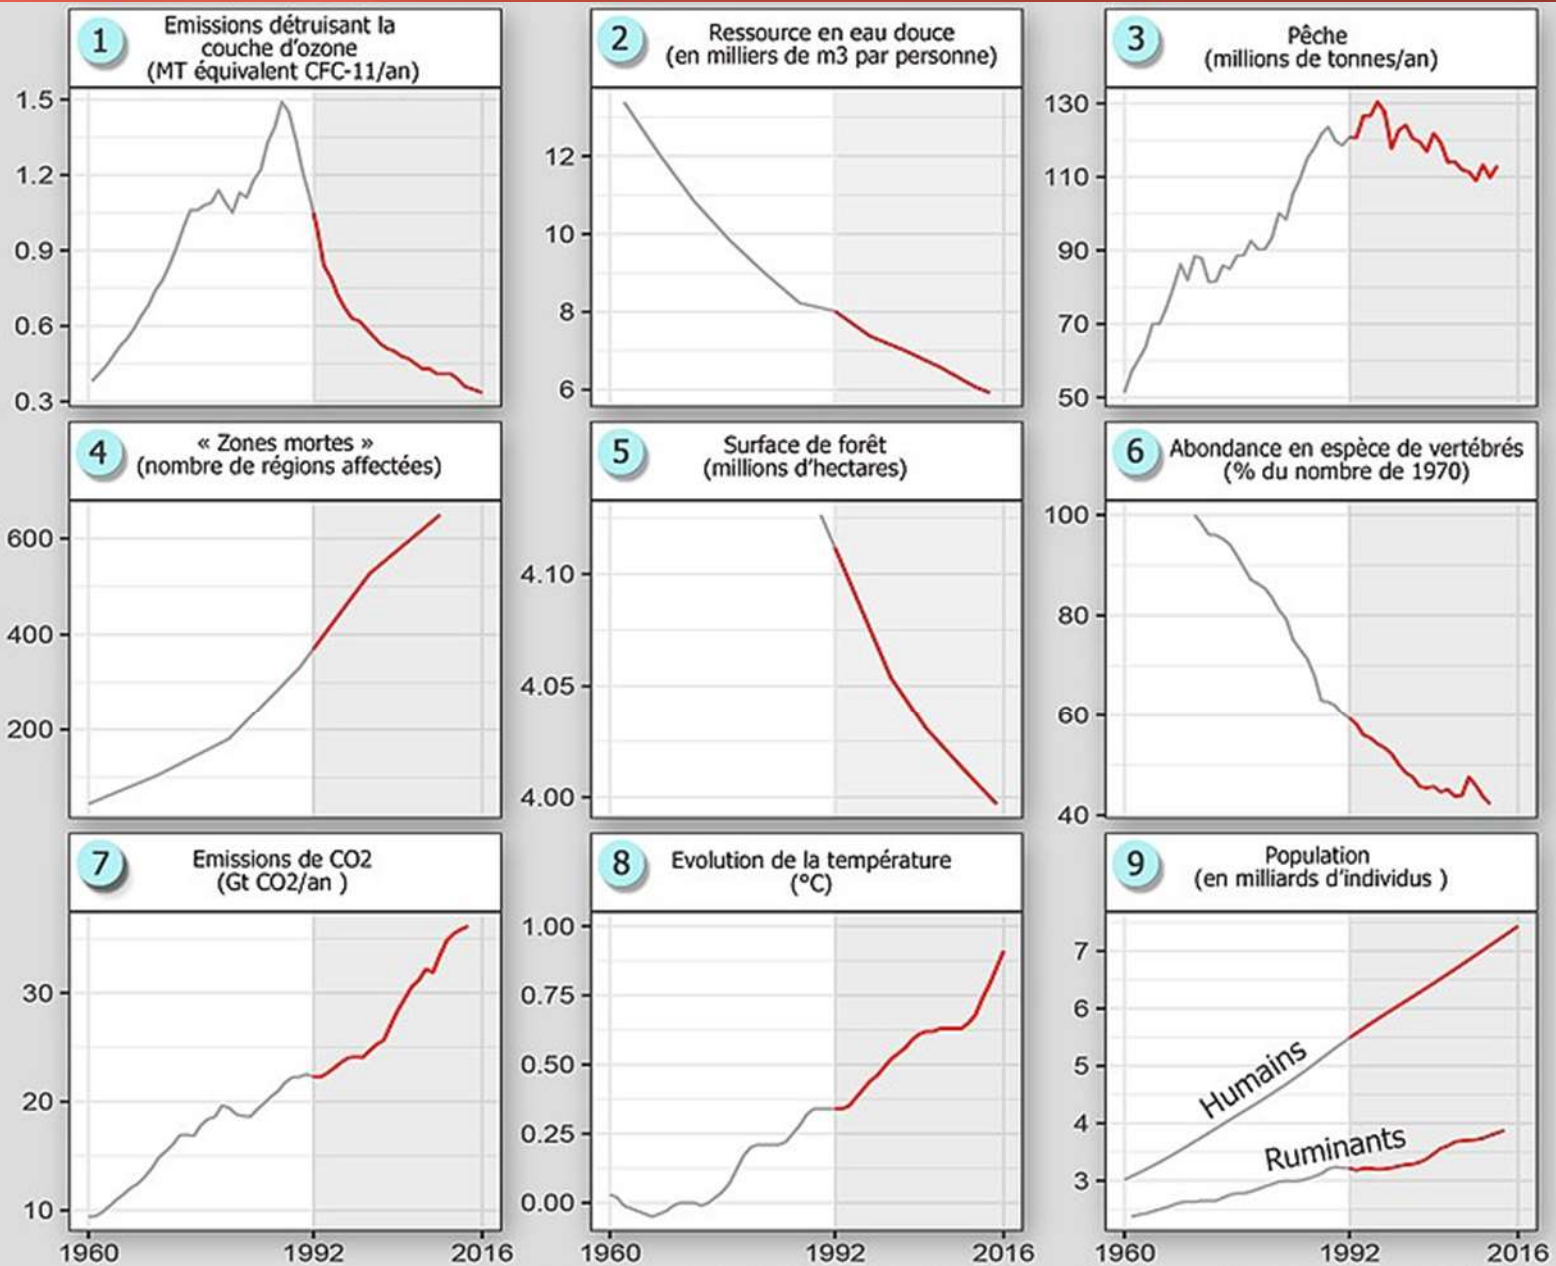 1
Emissions détruisant la
couche d'ozone
(MT équivalent CFC-11/an)
1.5
1.2
0.9
0.6
0.3
2
Ressource en eau douce
(en milliers de m3 par personne)
12
10
8
6
3
Pêche
(millions de tonnes/an)
130
110
90
70
50
4
« Zones mortes »
(nombre de régions affectées)
600
400
200
5
Surface de forêt
(millions d'hectares)
4.10
4.05
4.00
6
Abondance en espèce de vertébrés
(% du nombre de 1970)
100
80
60
40
7
Emissions de CO2
(Gt CO2/an )
30
20
10
1960 1992 2016
8
Evolution de la température
(°C)
1.00
0.75
0.50
0.25
0.00
1960 1992 2016
9
Population
(en milliards d'individus )
7
6
5
4
3
Humains
Ruminants
1960 1992 2016